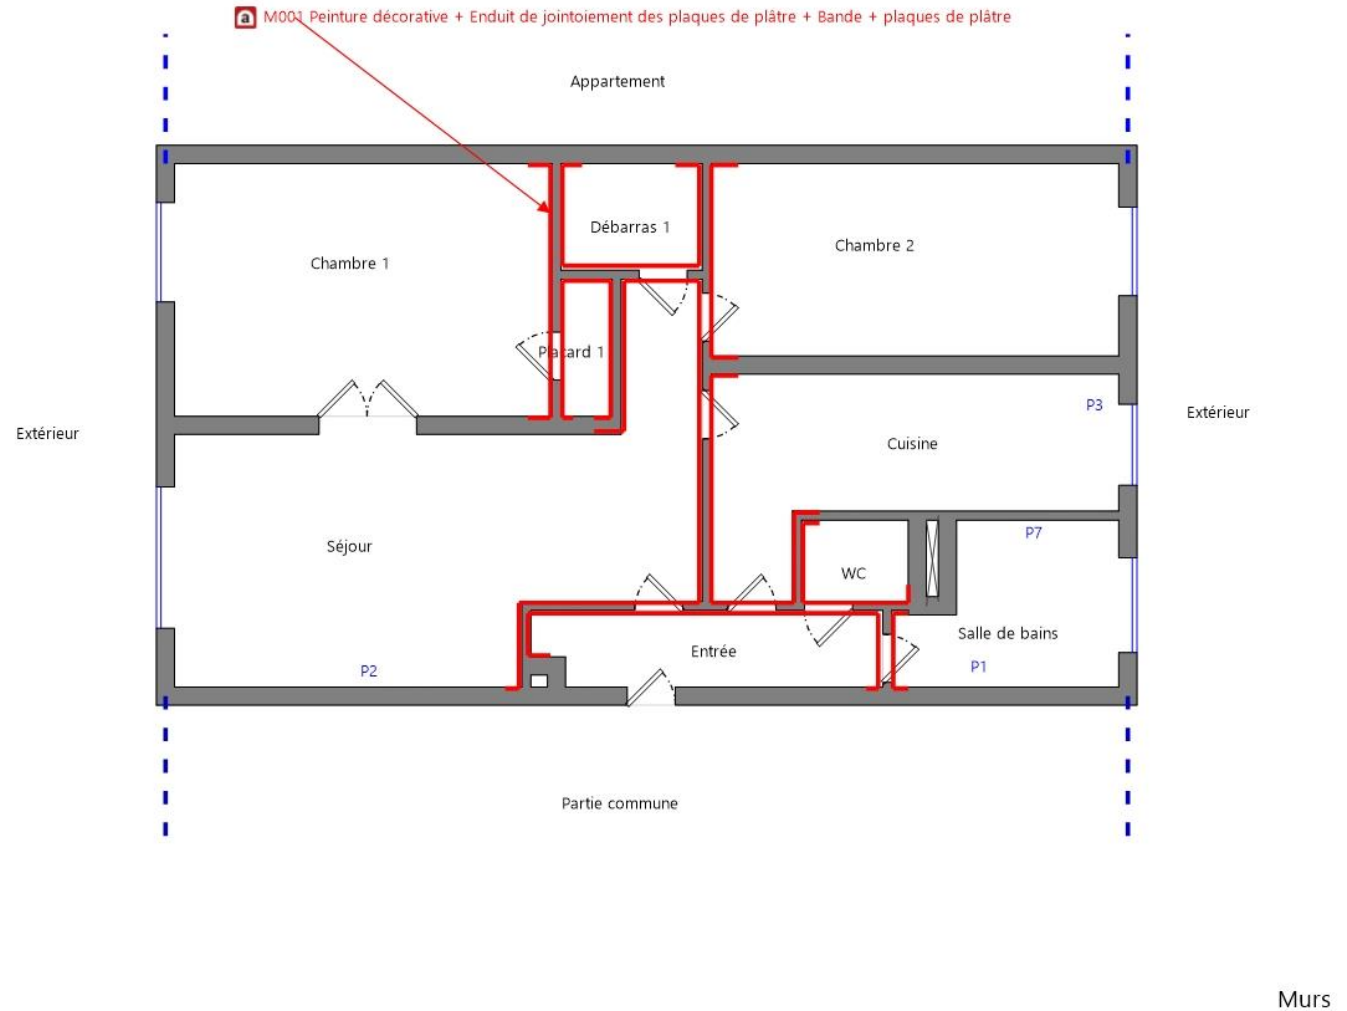 a M001 Peinture décorative + Enduit de jointoiement des plaques de plâtre + Bande + plaques de plâtre
Appartement
Débarras 1
Chambre 2
Chambre 1
Placard 1
P3
Extérieur
Extérieur
Cuisine
P7
Séjour
WC
Salle de bains
Entrée
P1
P2
Partie commune
Murs